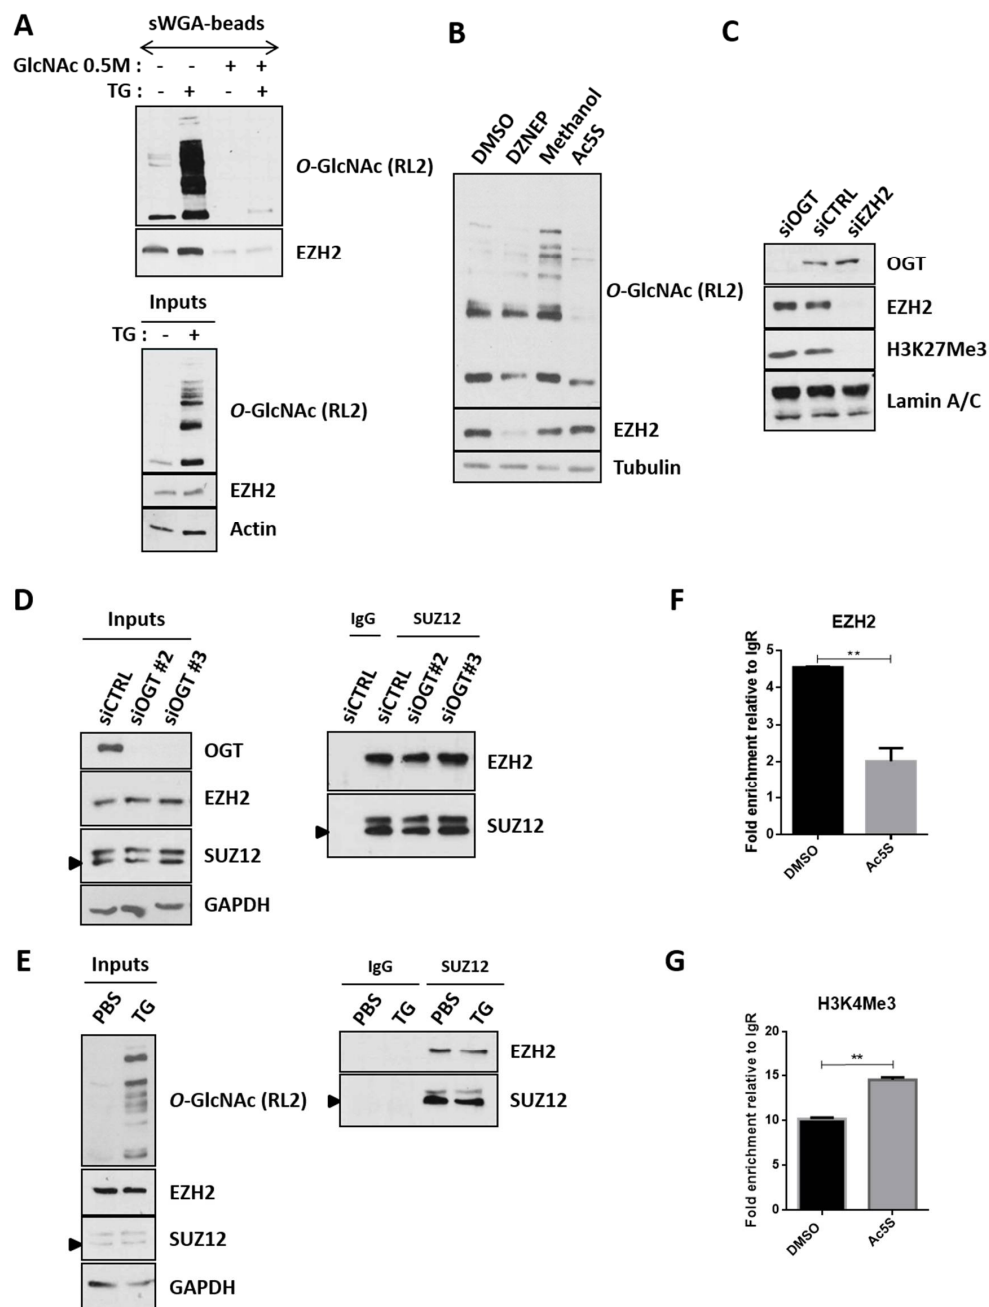 A
sWGA-beads
GlcNAc 0.5M : - - + +
TG : - + - +
O-GlcNAc (RL2)
EZH2
Inputs
TG : - +
O-GlcNAc (RL2)
EZH2
Actin
B
DMSO DZNEP Methanol Ac5S
O-GlcNAc (RL2)
EZH2
Tubulin
C
siOGT siCTRL siEZH2
OGT
EZH2
H3K27Me3
Lamin A/C
D
Inputs
siCTRL siOGT #2 siOGT #3
OGT
EZH2
SUZ12
GAPDH
IgG SUZ12
siCTRL siCTRL siOGT#2 siOGT#3
EZH2
SUZ12
E
Inputs
PBS TG
O-GlcNAc (RL2)
EZH2
SUZ12
GAPDH
IgG SUZ12
PBS TG PBS TG
EZH2
SUZ12
F
EZH2
Fold enrichment relative to IgR
5
4
2
2
0
**
DMSO Ac5S
G
H3K4Me3
Fold enrichment relative to IgR
20
15
10
5
0
**
DMSO Ac5S